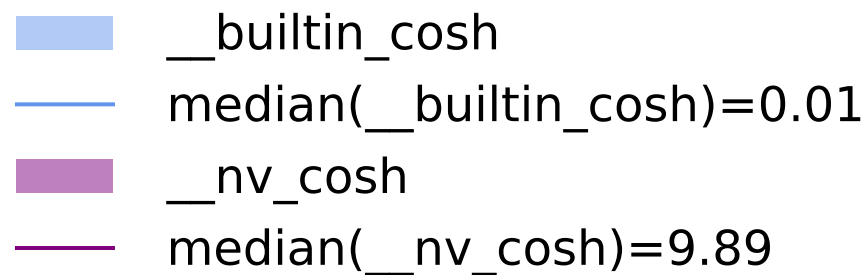 __builtin_cosh
median(__builtin_cosh)=0.01
__nv_cosh
median(__nv_cosh)=9.89